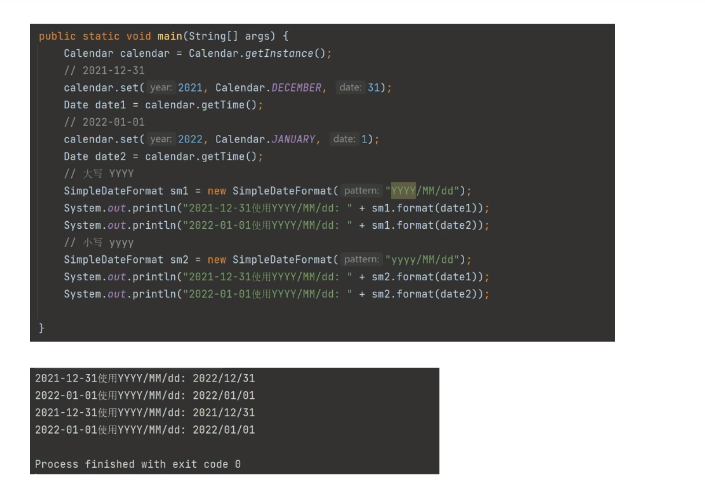 public static void main(String[] args) {
Calendar calendar = Calendar.getInstance();
// 2021-12-31
calendar.set( year: 2021, Calendar.DECEMBER, date: 31);
Date date1 = calendar.getTime();
// 2022-01-01
calendar.set( year: 2022, Calendar.JANUARY, date: 1);
Date date2 = calendar.getTime();
// 大写 YYYY
SimpleDateFormat sm1 = new SimpleDateFormat( pattern: "YYYY/MM/dd");
System.out.println("2021-12-31使用YYYY/MM/dd: " + sm1.format(date1));
System.out.println("2022-01-01使用YYYY/MM/dd: " + sm1.format(date2));
// 小写 yyyy
SimpleDateFormat sm2 = new SimpleDateFormat( pattern: "yyyy/MM/dd");
System.out.println("2021-12-31使用YYYY/MM/dd: " + sm2.format(date1));
System.out.println("2022-01-01使用YYYY/MM/dd: " + sm2.format(date2));
}
2021-12-31使用YYYY/MM/dd: 2022/12/31
2022-01-01使用YYYY/MM/dd: 2022/01/01
2021-12-31使用YYYY/MM/dd: 2021/12/31
2022-01-01使用YYYY/MM/dd: 2022/01/01
Process finished with exit code 0